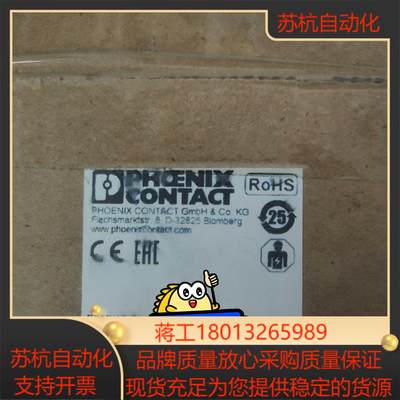 苏杭自动化
PHŒNIX
CONTACT
RoHS
PHOENIX CONTACT GmbH & Co. KG
Flachsmarktstr. 8, D-32825 Blomberg
www.phoenixcontact.com
25
CE EAC
蒋工18013265989
苏杭自动化
支持开票
品牌质量放心采购质量保证
现货充足为为您提供稳定的货源